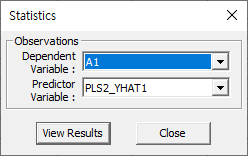 Statistics
Observations
Dependent
Variable :
A1
Predictor
Variable :
PLS2_YHAT1
View Results
Close